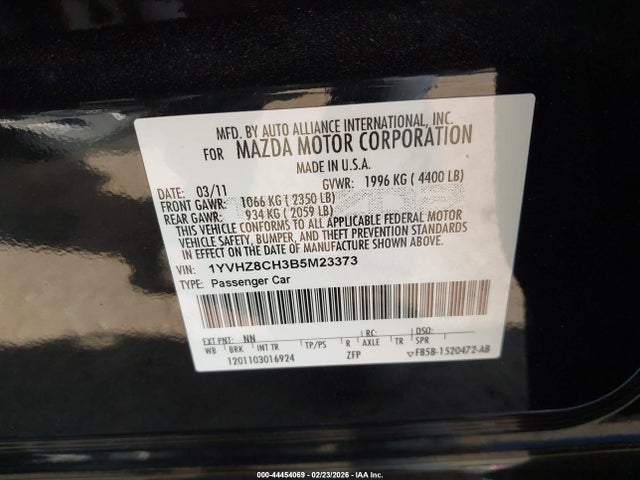 MFD. BY AUTO ALLIANCE INTERNATIONAL, INC.
FOR MAZDA MOTOR CORPORATION
MADE IN U.S.A.
DATE: 03/11 GVWR: 1996 KG ( 4400 LB)
FRONT GAWR: 1066 KG ( 2350 LB)
REAR GAWR: 934 KG ( 2059 LB)
THIS VEHICLE CONFORMS TO ALL APPLICABLE FEDERAL MOTOR
VEHICLE SAFETY, BUMPER, AND THEFT PREVENTION STANDARDS
IN EFFECT ON THE DATE OF MANUFACTURE SHOWN ABOVE.
VIN: 1YVHZ8CH3B5M23373
TYPE: Passenger Car
EXT PNT: NN RC: DSO:
WB BRK INT TR TP/PS R AXLE TR SPR
1201103016924 ZFP F85B-1520472-AB
000-44454069 - 02/23/2026 - IAA Inc.